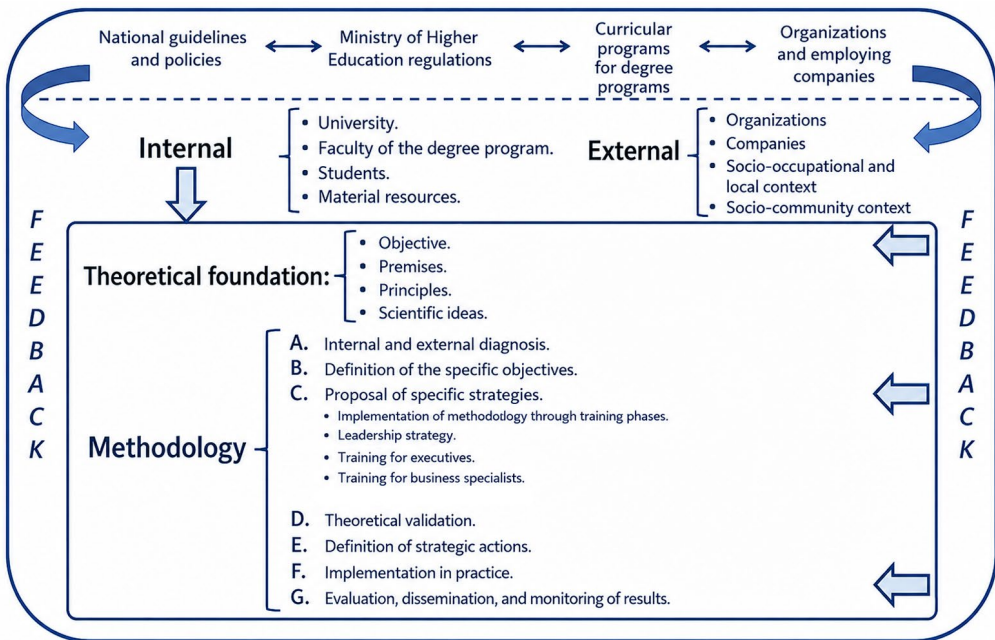 National guidelines
and policies
Ministry of Higher
Education regulations
Curricular
programs
for degree
programs
Organizations
and employing
companies
Internal
• University.
• Faculty of the degree program.
• Students.
• Material resources.
External
• Organizations
• Companies
• Socio-occupational and
local context
• Socio-community context
FEEDBACK
Theoretical foundation:
• Objective.
• Premises.
• Principles.
• Scientific ideas.
Methodology
A. Internal and external diagnosis.
B. Definition of the specific objectives.
C. Proposal of specific strategies.
• Implementation of methodology through training phases.
• Leadership strategy.
• Training for executives.
• Training for business specialists.
D. Theoretical validation.
E. Definition of strategic actions.
F. Implementation in practice.
G. Evaluation, dissemination, and monitoring of results.
FEEDBACK